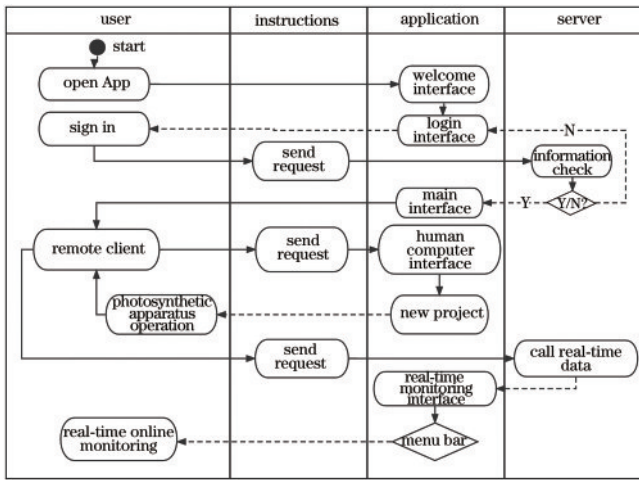 user
instructions
application
server
start
open App
welcome
interface
sign in
login
interface
N
send
request
information
check
main
interface
Y
Y/N?
remote client
send
request
human
computer
interface
photosynthetic
apparatus
operation
new project
send
request
call real-time
data
real-time
monitoring
interface
real-time online
monitoring
menu bar